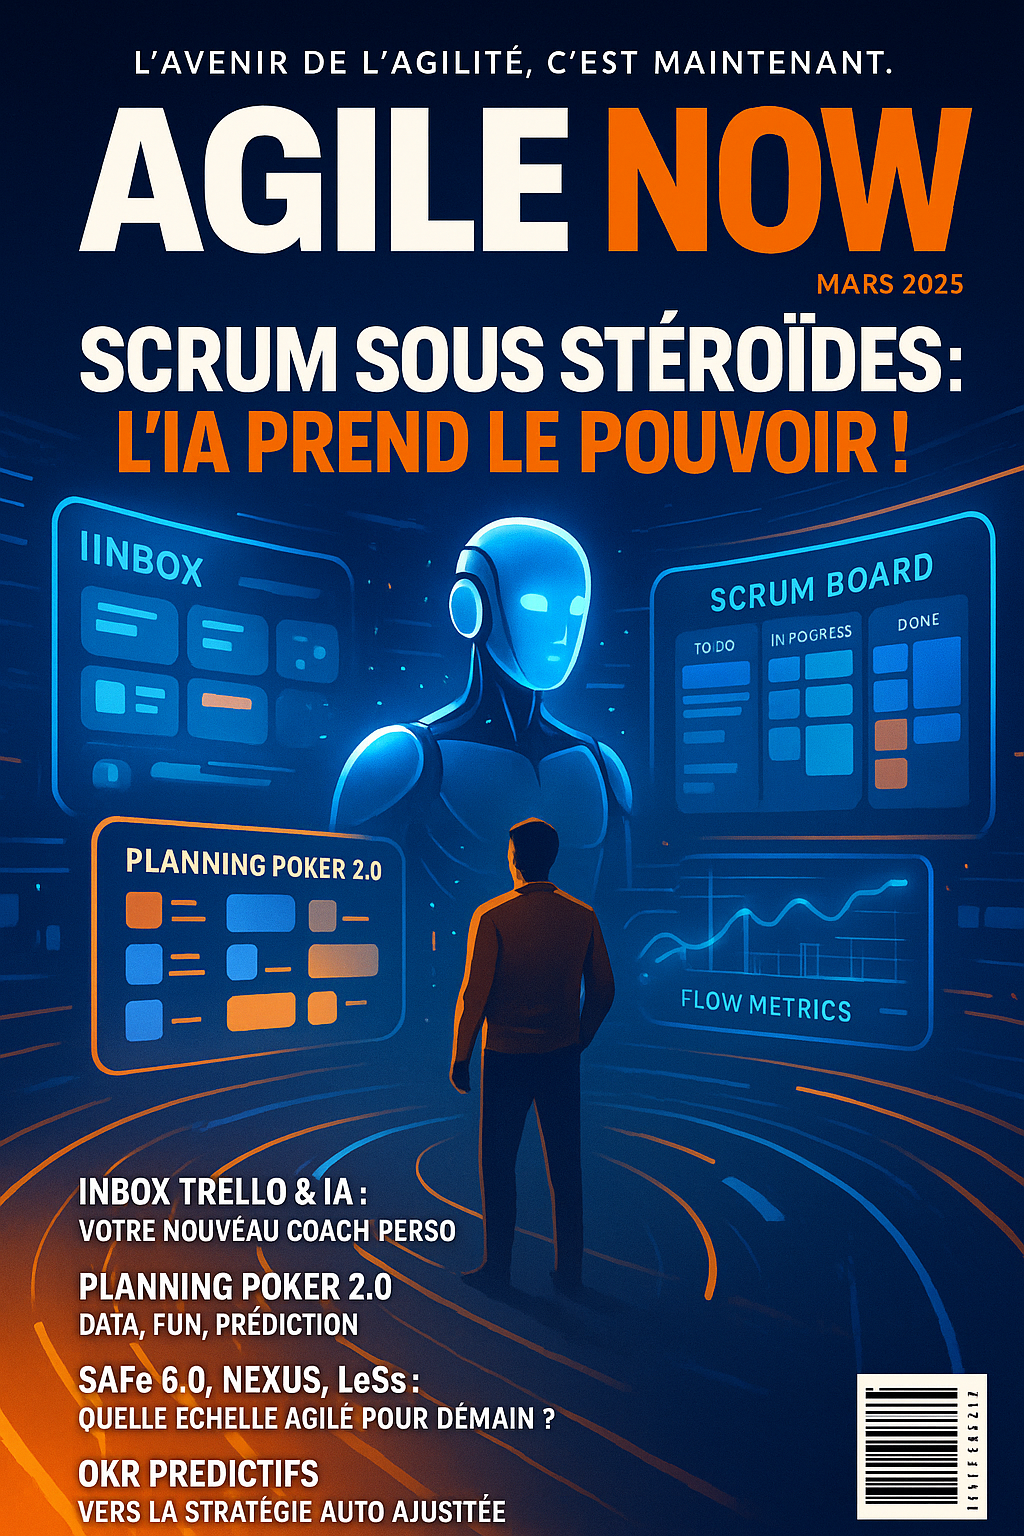 L'AVENIR DE L'AGILITÉ, C'EST MAINTENANT.
AGILE NOW
MARS 2025
SCRUM SOUS STÉROÏDES:
L'IA PREND LE POUVOIR !
IINBOX
SCRUM BOARD
TO DO
IN POGRESS
DONE
PLANNING POKER 2.0
FLOW METRICS
INBOX TRELLO & IA :
VOTRE NOUVÉAU COACH PERSO
PLANNING POKER 2.0
DATA, FUN, PRÉDICTION
SAFe 6.0, NEXUS, LeSs :
QUELLE ECHELLE AGILÉ POUR DÉMAIN ?
OKR PREDICTIFS
VERS LA STRATÉGIE AUTO AJUSTÉE